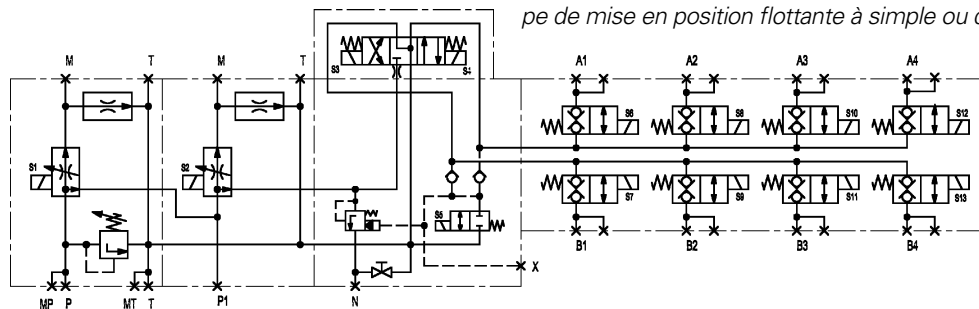 pe de mise en position flottante à simple ou d
S3 S4
M T M T A1 A2 A3 A4
S6 S8 S10 S12
S1 S2
S7 S9 S11 S13
S5
B1 B2 B3 B4
X
MP P MT T P1 N